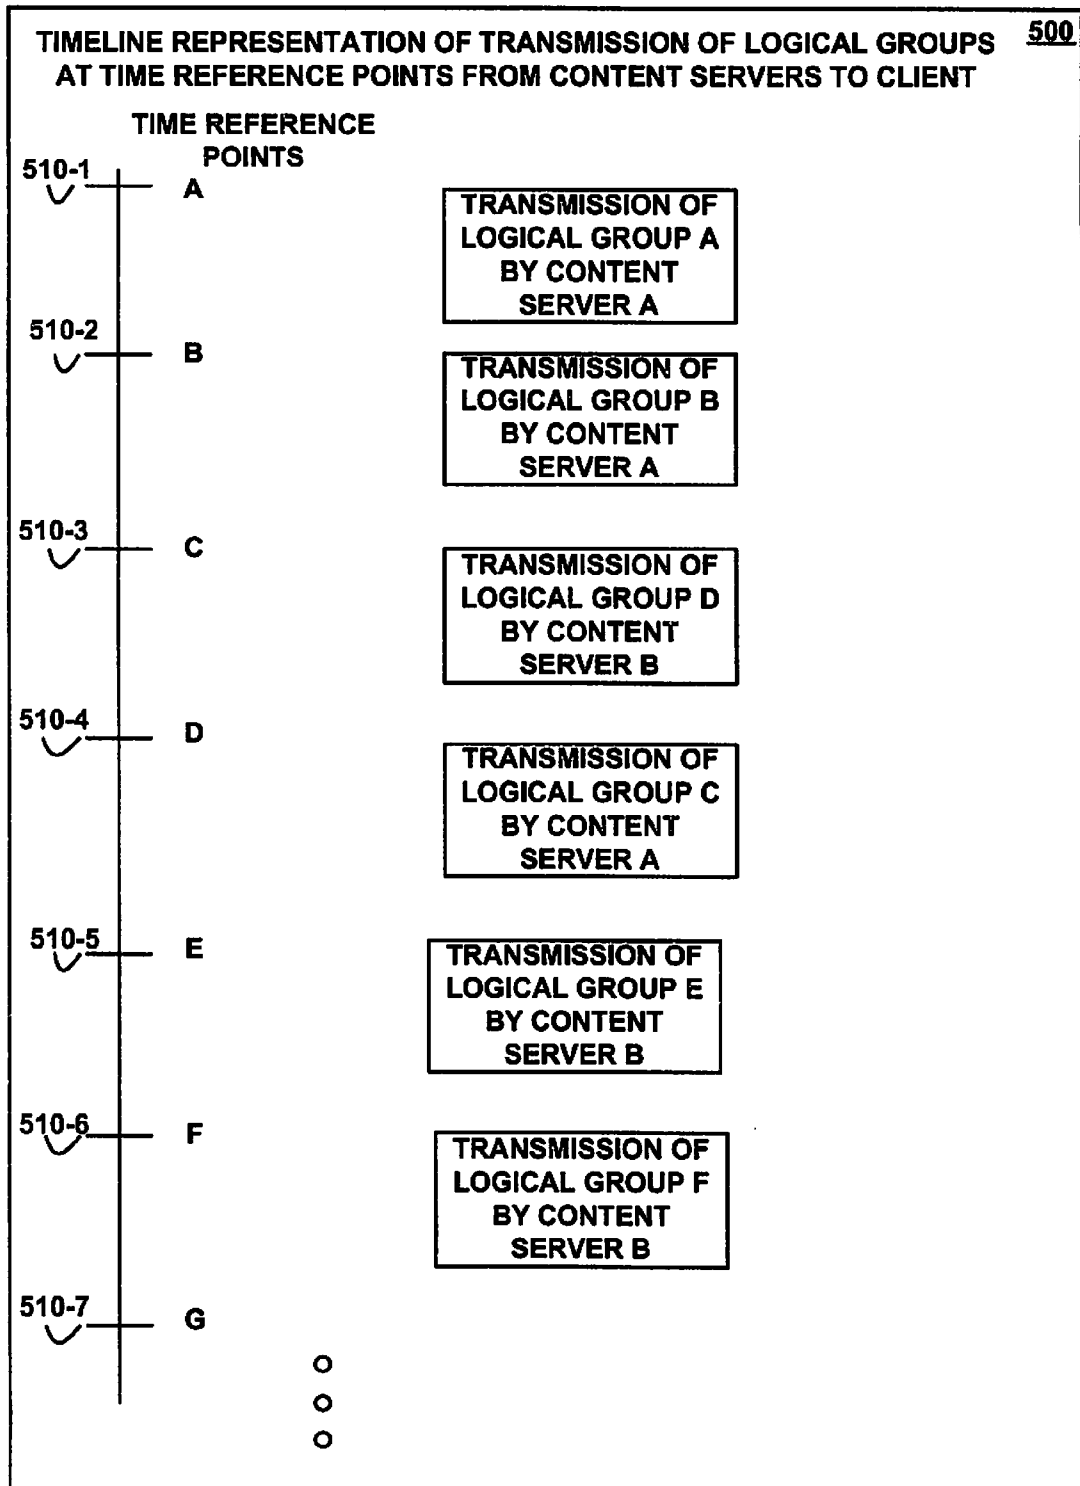 500
TIMELINE REPRESENTATION OF TRANSMISSION OF LOGICAL GROUPS
AT TIME REFERENCE POINTS FROM CONTENT SERVERS TO CLIENT
TIME REFERENCE
POINTS
510-1
A
TRANSMISSION OF
LOGICAL GROUP A
BY CONTENT
SERVER A
510-2
B
TRANSMISSION OF
LOGICAL GROUP B
BY CONTENT
SERVER A
510-3
C
TRANSMISSION OF
LOGICAL GROUP D
BY CONTENT
SERVER B
510-4
D
TRANSMISSION OF
LOGICAL GROUP C
BY CONTENT
SERVER A
510-5
E
TRANSMISSION OF
LOGICAL GROUP E
BY CONTENT
SERVER B
510-6
F
TRANSMISSION OF
LOGICAL GROUP F
BY CONTENT
SERVER B
510-7
G